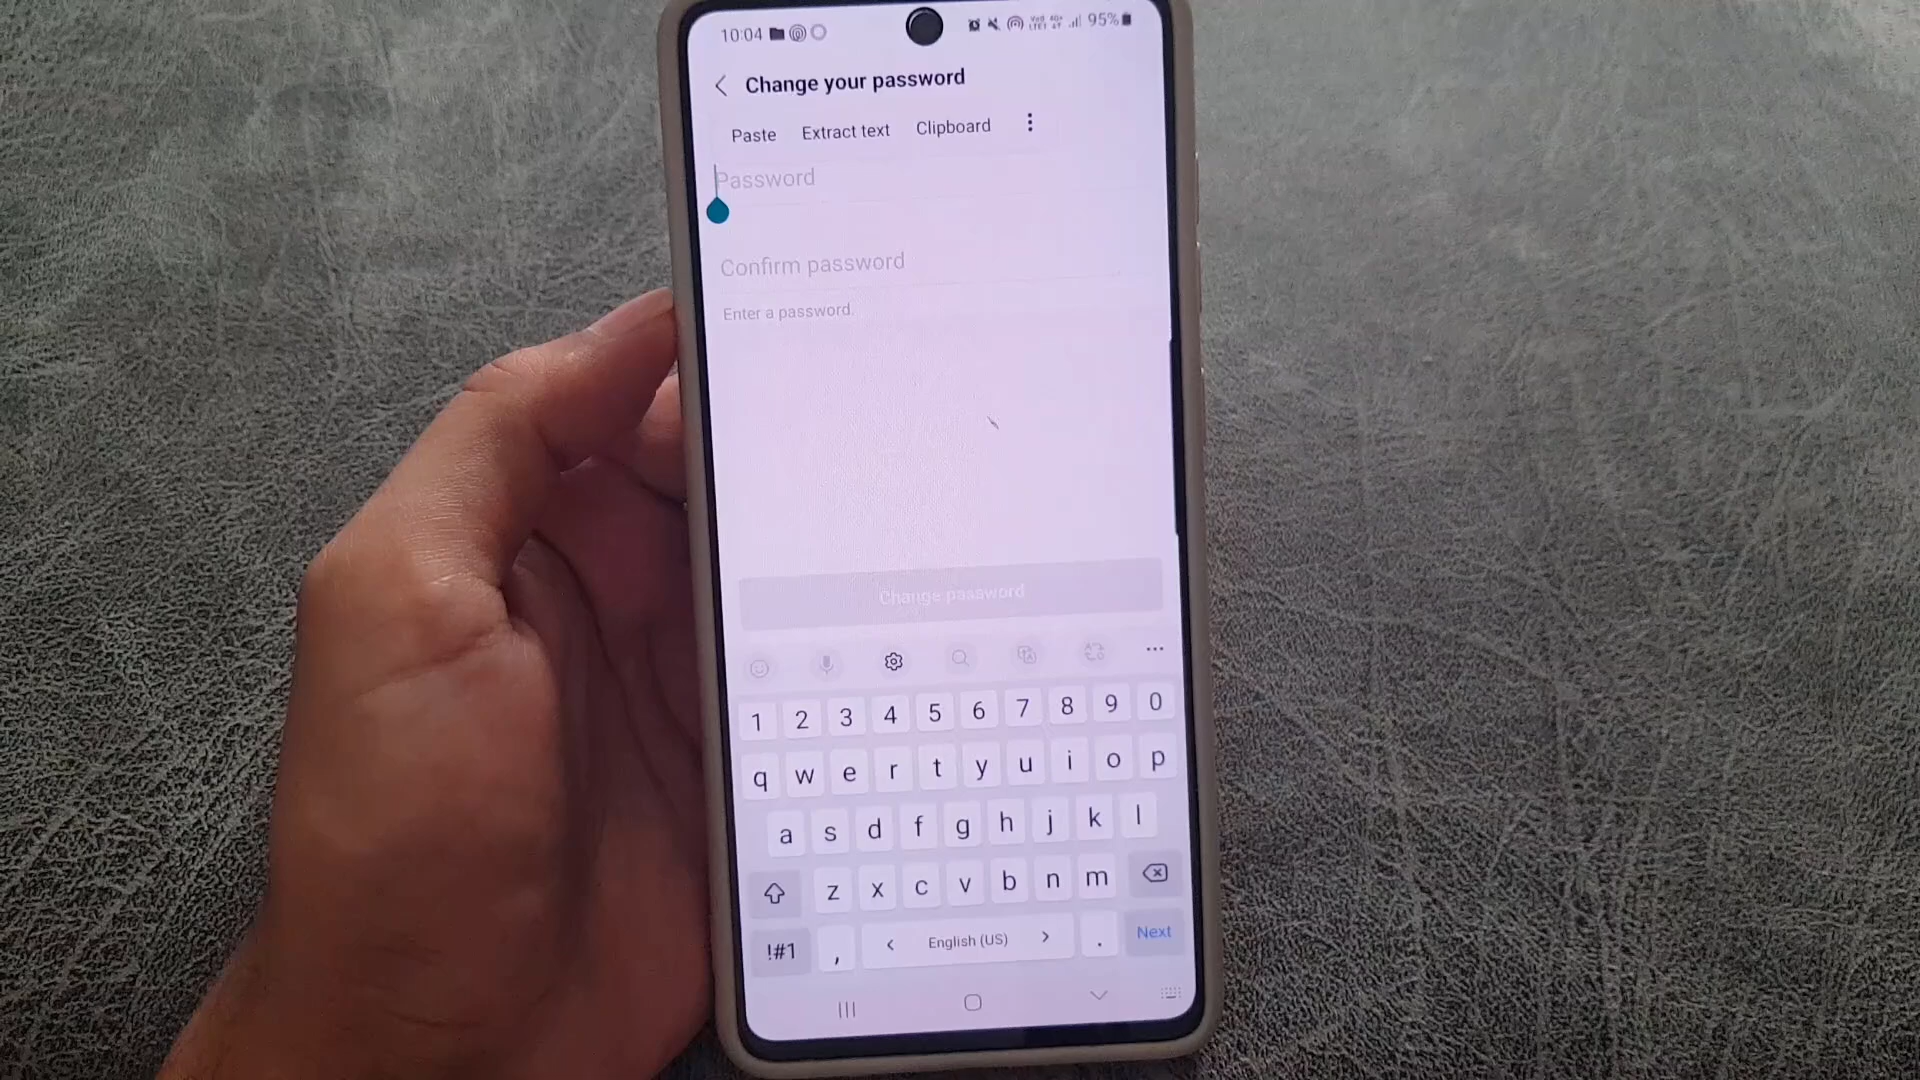 10:04 95%
Change your password
Paste Extract text Clipboard
Password
Confirm password
Enter a password.
Change password
1 2 3 4 5 6 7 8 9 0
q w e r t y u i o p
a s d f g h j k l
z x c v b n m
!#1 , < English (US) > . Next